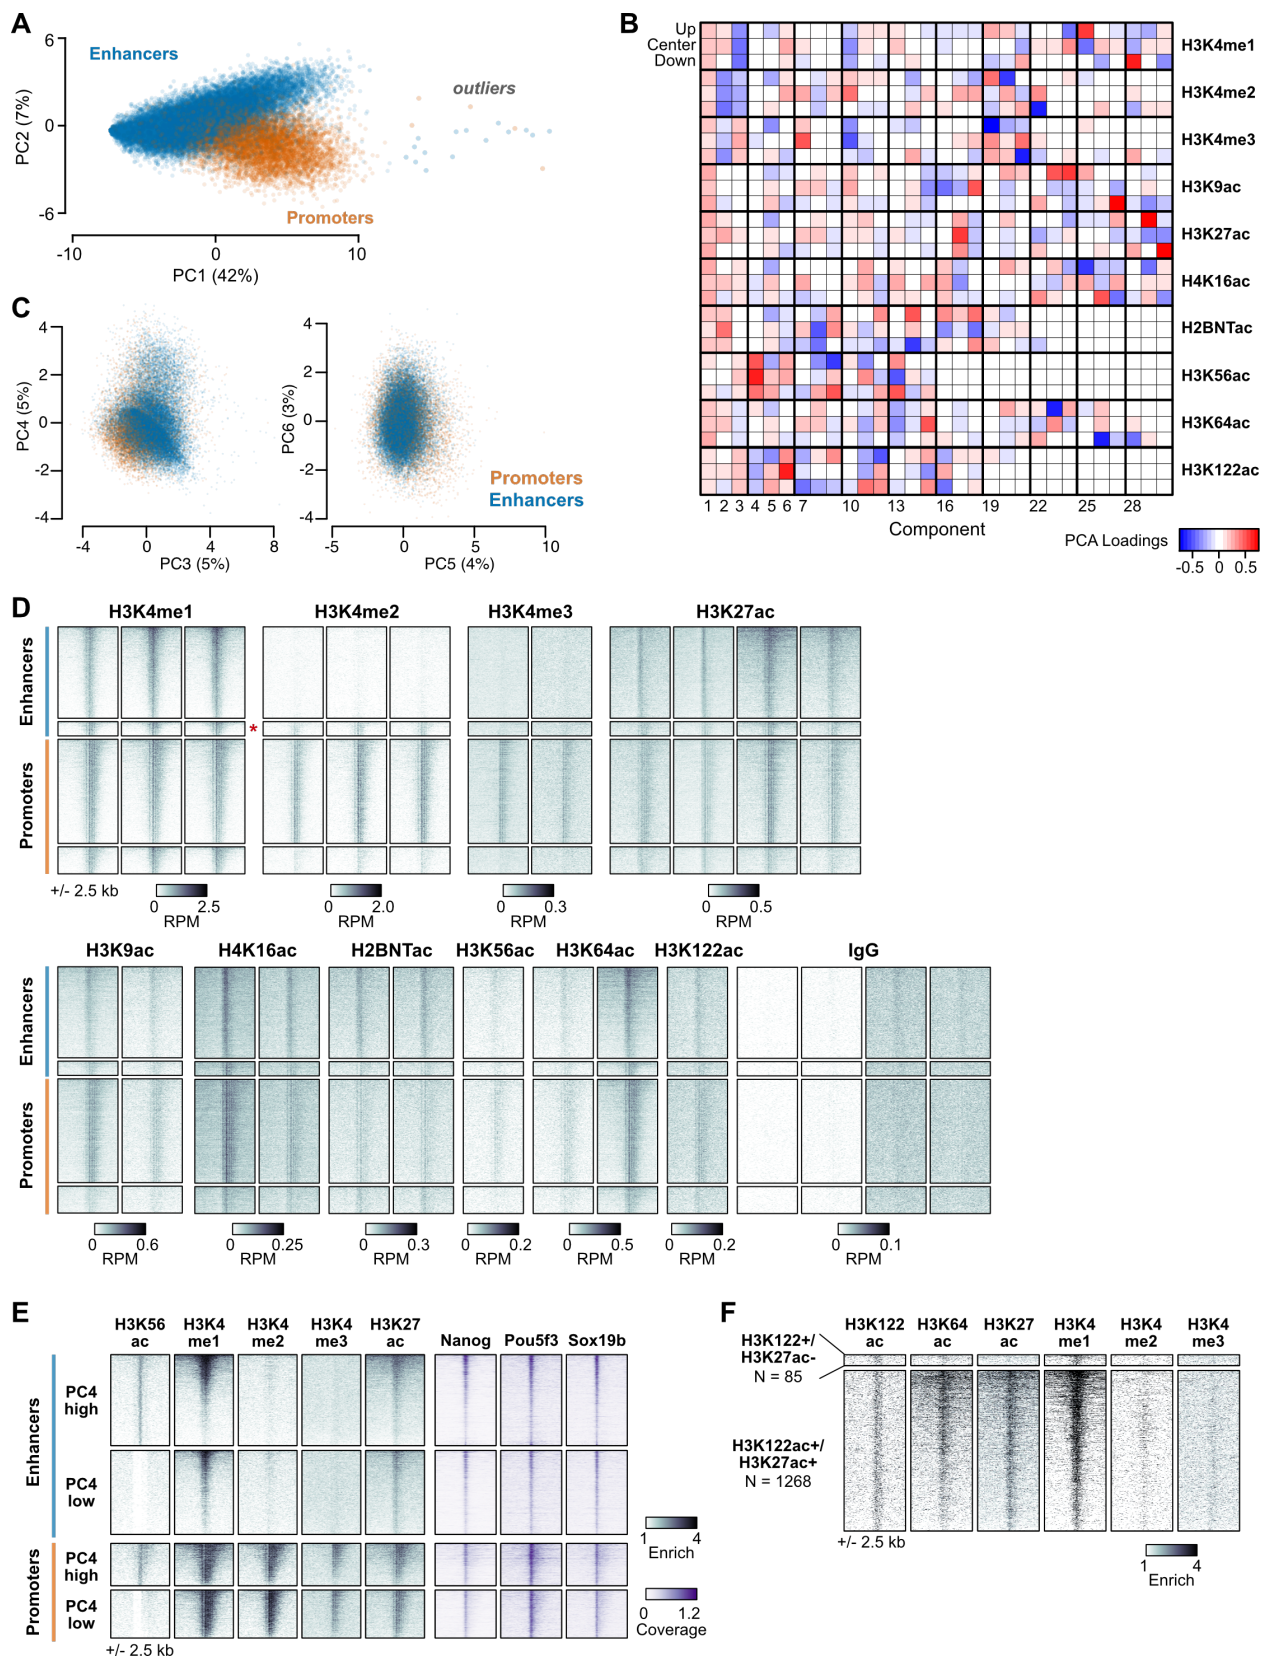 A
6
0
-6
PC2 (7%)
Enhancers
outliers
Promoters
-10
0
10
PC1 (42%)
B
Up
Center
Down
H3K4me1
H3K4me2
H3K4me3
H3K9ac
H3K27ac
H4K16ac
H2BNTac
H3K56ac
H3K64ac
H3K122ac
1 2 3 4 5 6 7 10 13 16 19 22 25 28
Component
PCA Loadings
-0.5 0 0.5
C
4
2
0
-2
-4
PC4 (5%)
-4 0 4 8
PC3 (5%)
4
2
0
-2
-4
PC6 (3%)
-5 0 5 10
PC5 (4%)
Promoters
Enhancers
D
H3K4me1 H3K4me2 H3K4me3 H3K27ac
Enhancers
*
Promoters
+/- 2.5 kb
0 2.5
RPM
0 2.0
RPM
0 0.3
RPM
0 0.5
RPM
H3K9ac H4K16ac H2BNTac H3K56ac H3K64ac H3K122ac IgG
Enhancers
Promoters
0 0.6
RPM
0 0.25
RPM
0 0.3
RPM
0 0.2
RPM
0 0.5
RPM
0 0.2
RPM
0 0.1
RPM
E
H3K56 H3K4 H3K4 H3K4 H3K27
ac me1 me2 me3 ac
Nanog Pou5f3 Sox19b
Enhancers
PC4
high
PC4
low
Promoters
PC4
high
PC4
low
+/- 2.5 kb
1 4
Enrich
0 1.2
Coverage
F
H3K122 H3K64 H3K27 H3K4 H3K4 H3K4
ac ac ac me1 me2 me3
H3K122+/
H3K27ac-
N = 85
H3K122ac+/
H3K27ac+
N = 1268
+/- 2.5 kb
1 4
Enrich